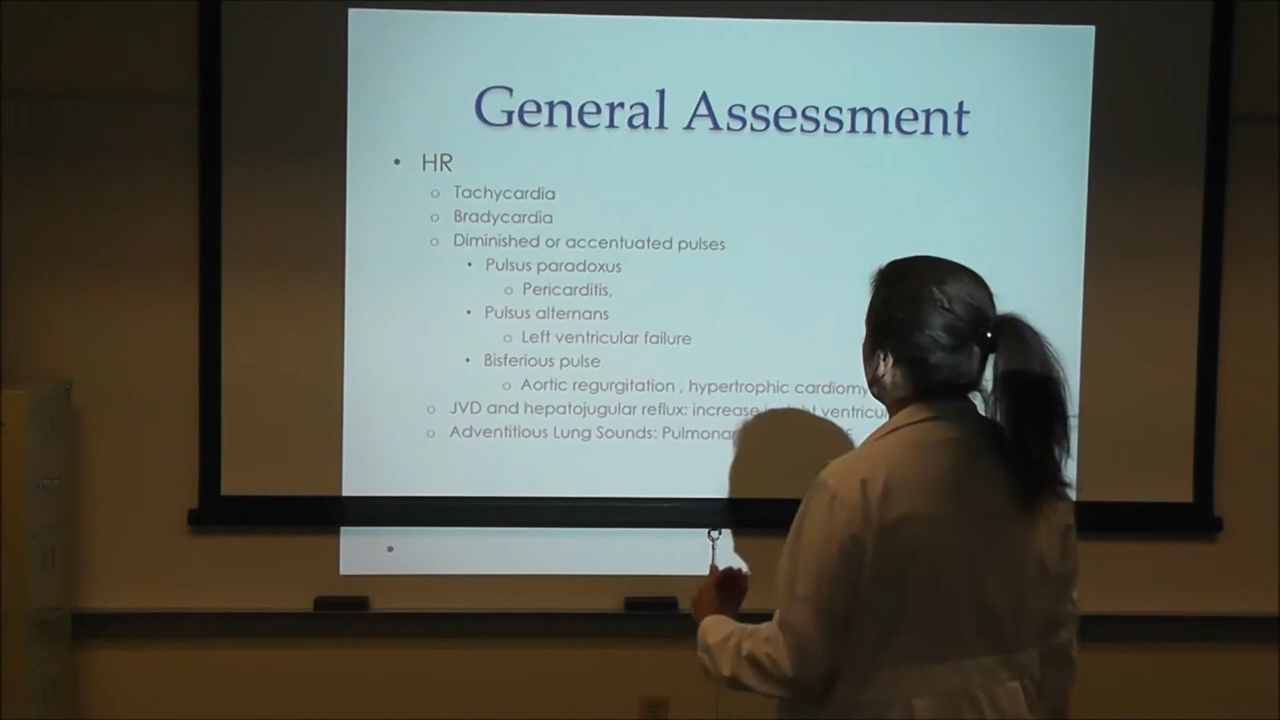 General Assessment
• HR
o Tachycardia
o Bradycardia
o Diminished or accentuated pulses
• Pulsus paradoxus
o Pericarditis,
• Pulsus alternans
o Left ventricular failure
• Bisferious pulse
o Aortic regurgitation , hypertrophic
o JVD and hepatojugular reflux: increase
o Adventitious Lung Sounds:
•